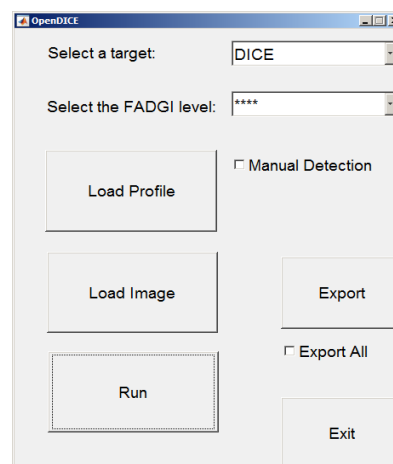 OpenDICE
Select a target: DICE
Select the FADGI level: ****
Manual Detection
Load Profile
Load Image
Export
Export All
Run
Exit